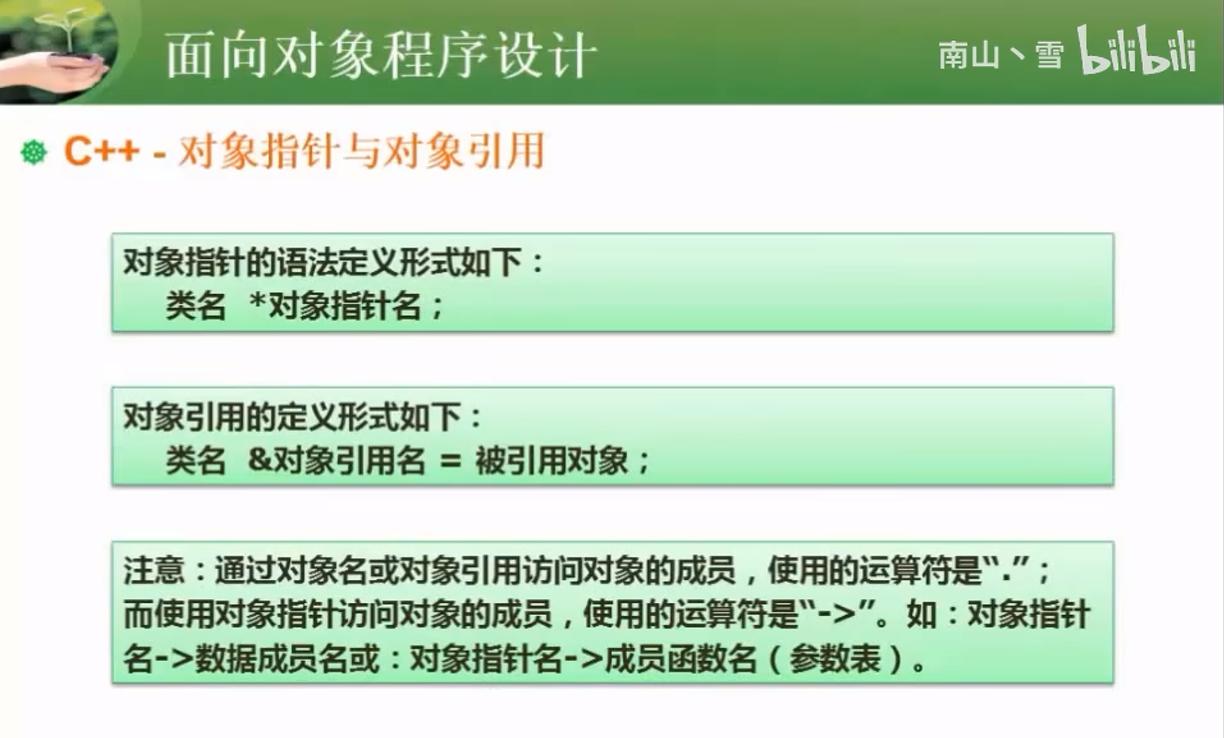 面向对象程序设计
南山丶雪 bilibili
C++ - 对象指针与对象引用
对象指针的语法定义形式如下：
类名 *对象指针名；
对象引用的定义形式如下：
类名 &对象引用名 = 被引用对象；
注意：通过对象名或对象引用访问对象的成员，使用的运算符是“.”；
而使用对象指针访问对象的成员，使用的运算符是“->”。如：对象指针
名->数据成员名或：对象指针名->成员函数名（参数表）。